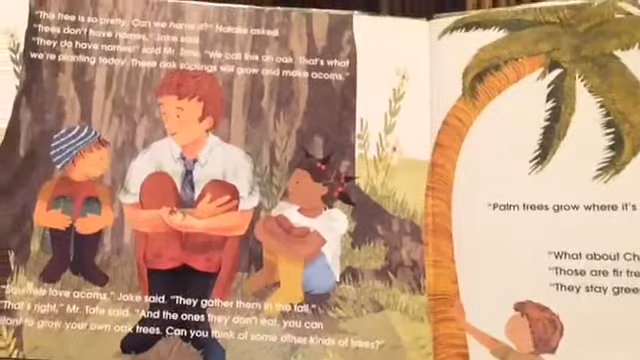 "This tree is so pretty. Can we name it?" Natalie asked.
"Trees don't have names," Jake said.
"They do have names!" said Mr. Tate. "We call this an oak. That's what
we're planting today. These oak saplings will grow and make acorns."
"Squirrels love acorns," Jake said. "They gather them in the fall."
"That's right," Mr. Tate said. "And the ones they don't eat, you can
plant to grow your own oak trees. Can you think of some other kinds of trees?"
"Palm trees grow where it's
"What about Ch
"Those are fir tre
"They stay gree